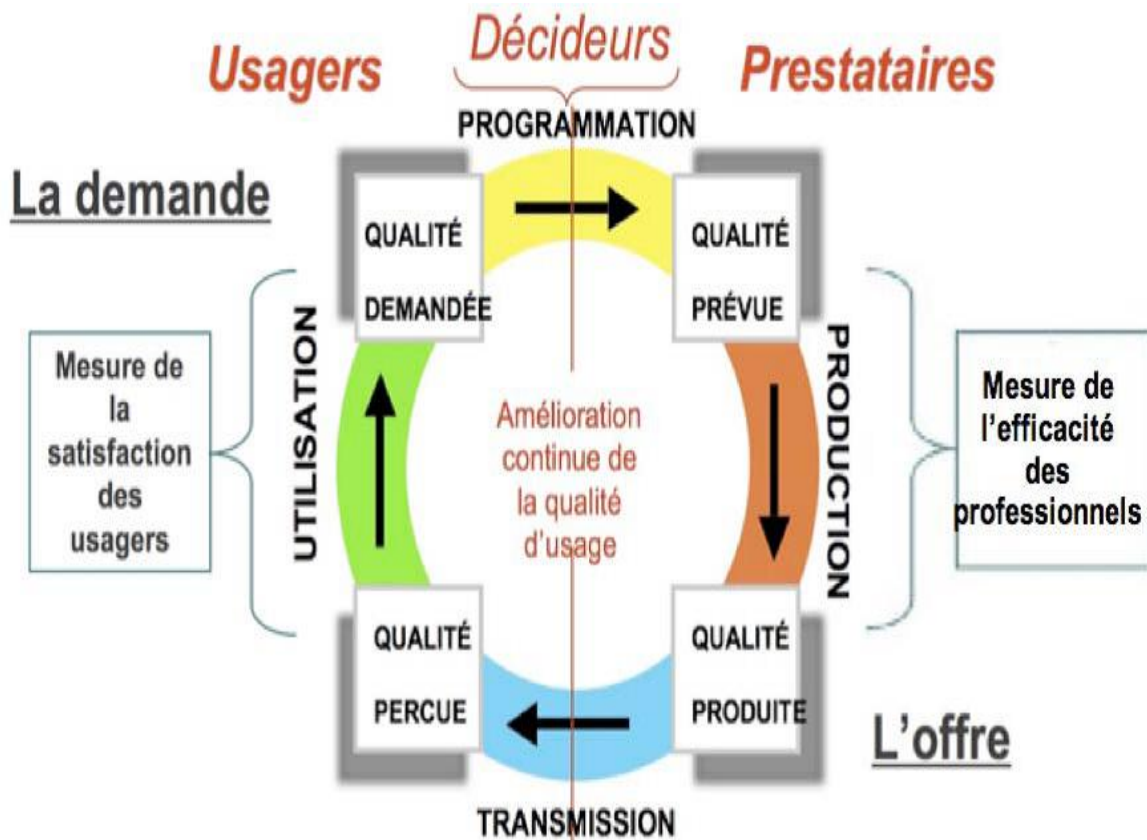 Usagers
Décideurs
Prestataires
PROGRAMMATION
La demande
QUALITÉ
DEMANDÉE
QUALITÉ
PRÉVUE
UTILISATION
PRODUCTION
Mesure de
la
satisfaction
des
usagers
Amélioration
continue de
la qualité
d'usage
Mesure de
l'efficacité
des
professionnels
QUALITÉ
PERCUE
QUALITÉ
PRODUITE
L'offre
TRANSMISSION